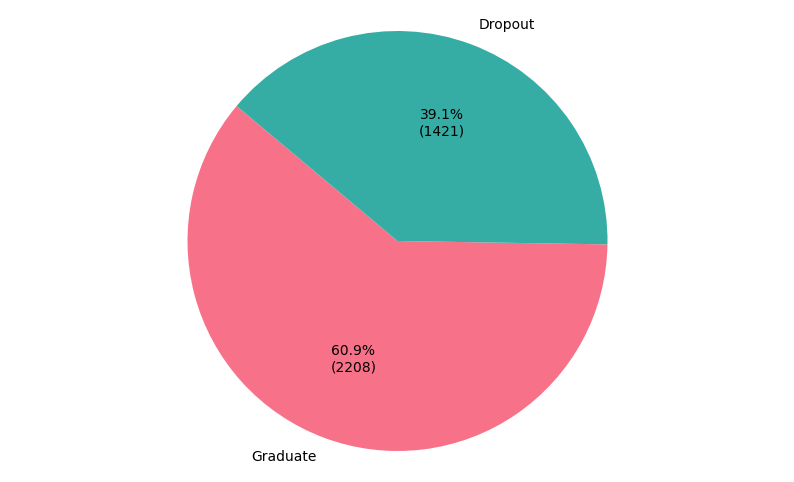 Dropout
39.1%
(1421)
60.9%
(2208)
Graduate